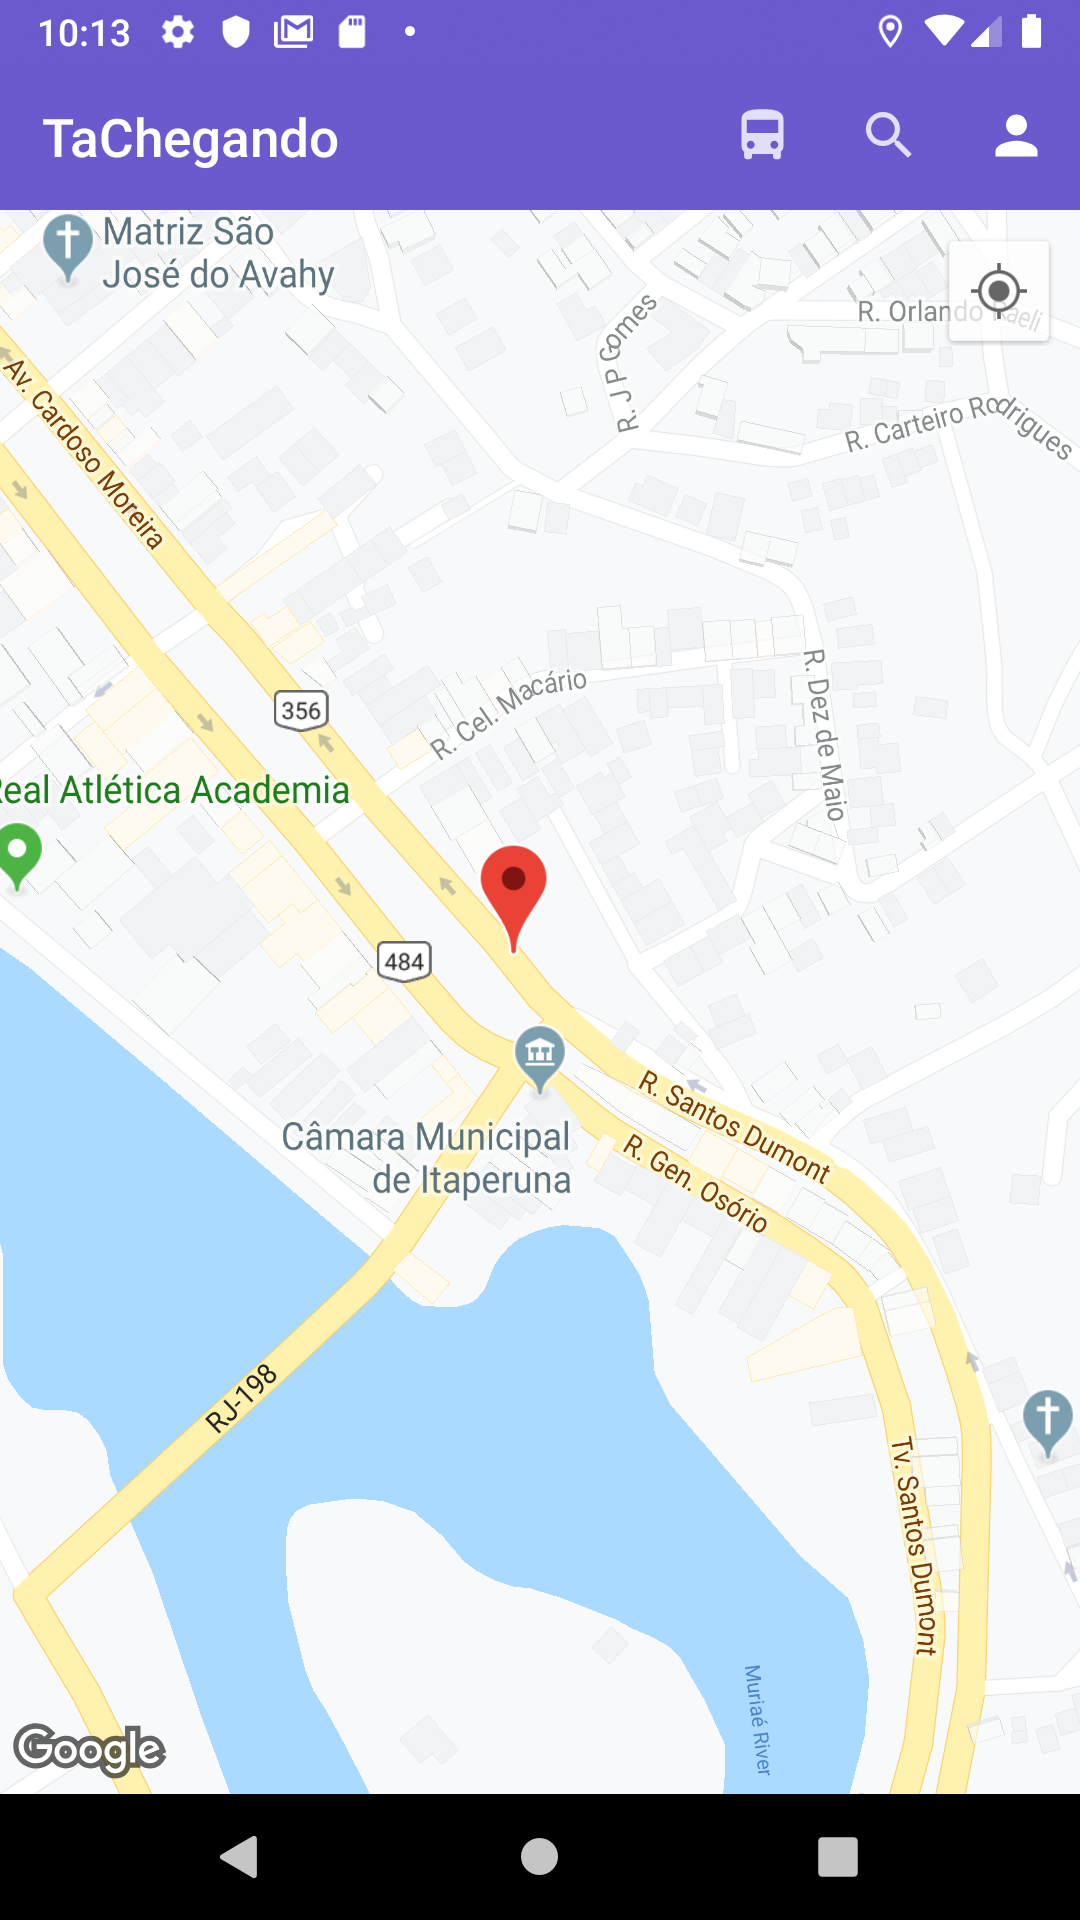 10:13
TaChegando
Matriz São
José do Avahy
R. Orlando Faeli
R. J P Gomes
R. Carteiro Rodrigues
Av. Cardoso Moreira
R. Dez de Maio
R. Cel. Macário
356
Real Atlética Academia
484
R. Santos Dumont
Câmara Municipal
de Itaperuna
R. Gen. Osório
RJ-198
Tv. Santos Dumont
Muriaé River
Google